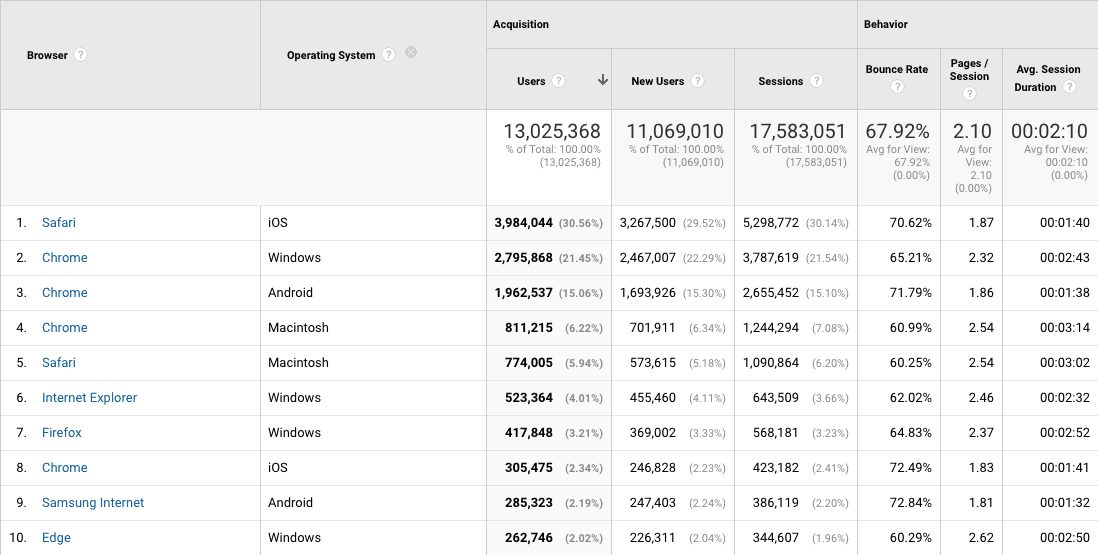 Acquisition Behavior
Browser ? Operating System ? Users ? New Users ? Sessions ? Bounce Rate ? Pages / Session ? Avg. Session Duration ?
13,025,368 11,069,010 17,583,051 67.92% 2.10 00:02:10
% of Total: 100.00% (13,025,368) % of Total: 100.00% (11,069,010) % of Total: 100.00% (17,583,051) Avg for View: 67.92% (0.00%) Avg for View: 2.10 (0.00%) Avg for View: 00:02:10 (0.00%)
1. Safari iOS 3,984,044 (30.56%) 3,267,500 (29.52%) 5,298,772 (30.14%) 70.62% 1.87 00:01:40
2. Chrome Windows 2,795,868 (21.45%) 2,467,007 (22.29%) 3,787,619 (21.54%) 65.21% 2.32 00:02:43
3. Chrome Android 1,962,537 (15.06%) 1,693,926 (15.30%) 2,655,452 (15.10%) 71.79% 1.86 00:01:38
4. Chrome Macintosh 811,215 (6.22%) 701,911 (6.34%) 1,244,294 (7.08%) 60.99% 2.54 00:03:14
5. Safari Macintosh 774,005 (5.94%) 573,615 (5.18%) 1,090,864 (6.20%) 60.25% 2.54 00:03:02
6. Internet Explorer Windows 523,364 (4.01%) 455,460 (4.11%) 643,509 (3.66%) 62.02% 2.46 00:02:32
7. Firefox Windows 417,848 (3.21%) 369,002 (3.33%) 568,181 (3.23%) 64.83% 2.37 00:02:52
8. Chrome iOS 305,475 (2.34%) 246,828 (2.23%) 423,182 (2.41%) 72.49% 1.83 00:01:41
9. Samsung Internet Android 285,323 (2.19%) 247,403 (2.24%) 386,119 (2.20%) 72.84% 1.81 00:01:32
10. Edge Windows 262,746 (2.02%) 226,311 (2.04%) 344,607 (1.96%) 60.29% 2.62 00:02:50